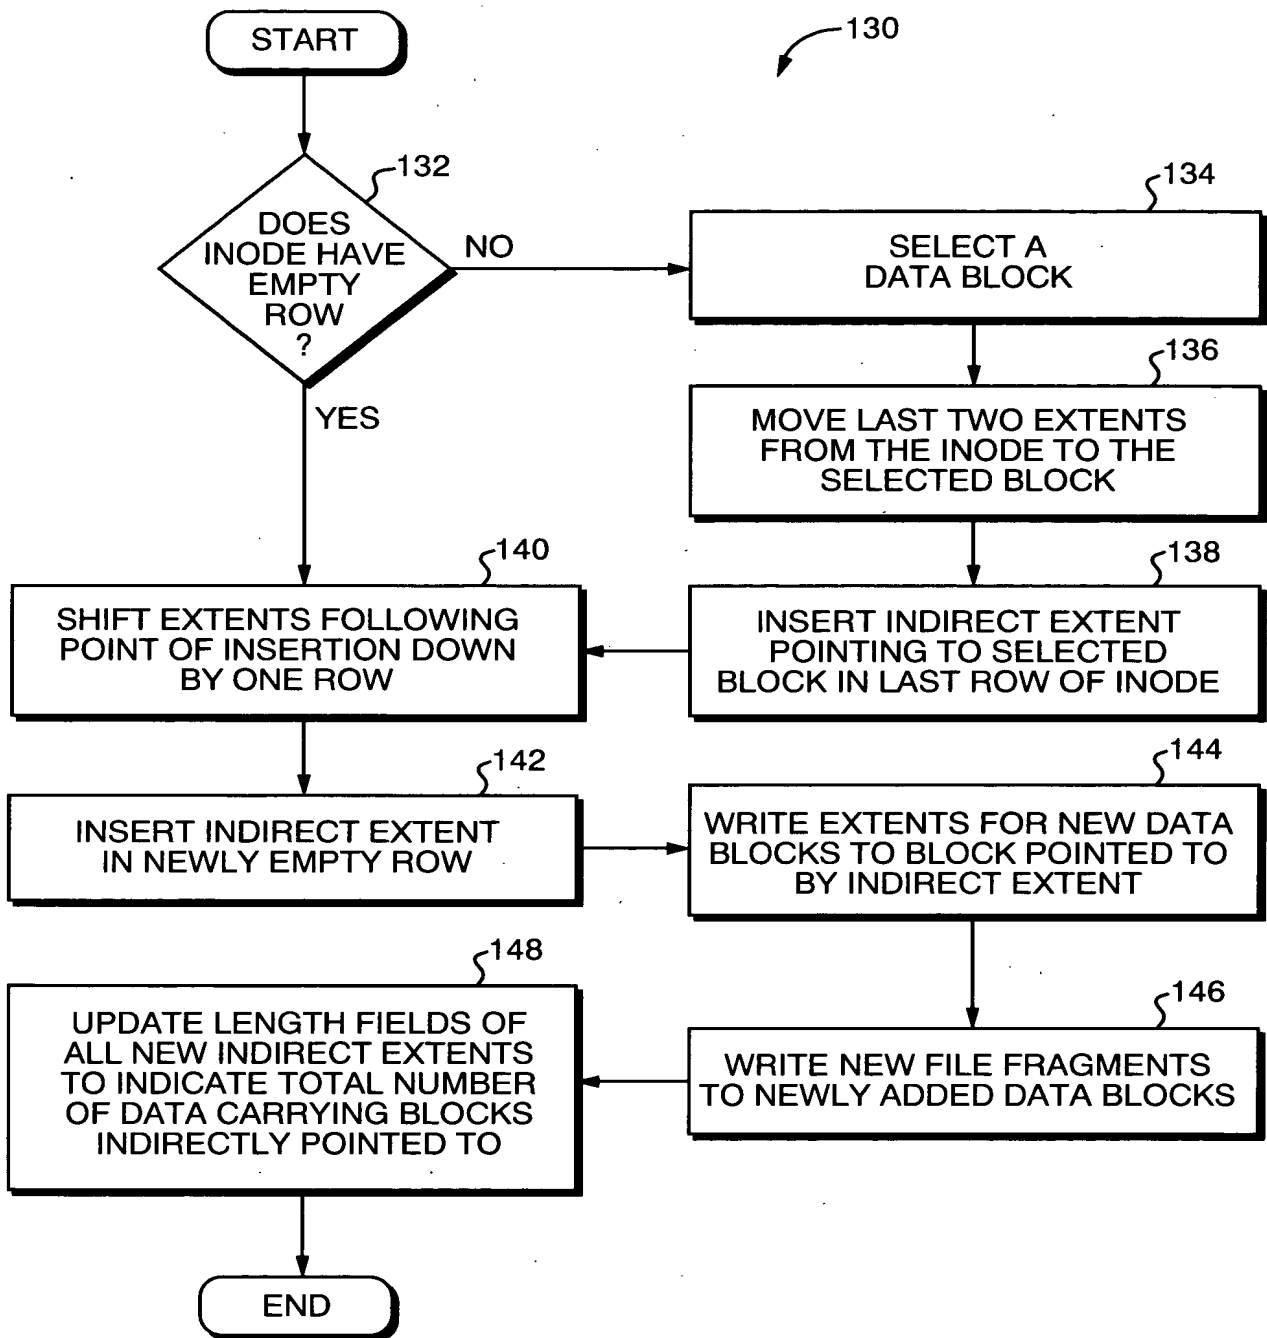 START
130
132
DOES
INODE HAVE
EMPTY
ROW
?
NO
YES
134
SELECT A
DATA BLOCK
136
MOVE LAST TWO EXTENTS
FROM THE INODE TO THE
SELECTED BLOCK
138
INSERT INDIRECT EXTENT
POINTING TO SELECTED
BLOCK IN LAST ROW OF INODE
140
SHIFT EXTENTS FOLLOWING
POINT OF INSERTION DOWN
BY ONE ROW
142
INSERT INDIRECT EXTENT
IN NEWLY EMPTY ROW
144
WRITE EXTENTS FOR NEW DATA
BLOCKS TO BLOCK POINTED TO
BY INDIRECT EXTENT
146
WRITE NEW FILE FRAGMENTS
TO NEWLY ADDED DATA BLOCKS
148
UPDATE LENGTH FIELDS OF
ALL NEW INDIRECT EXTENTS
TO INDICATE TOTAL NUMBER
OF DATA CARRYING BLOCKS
INDIRECTLY POINTED TO
END